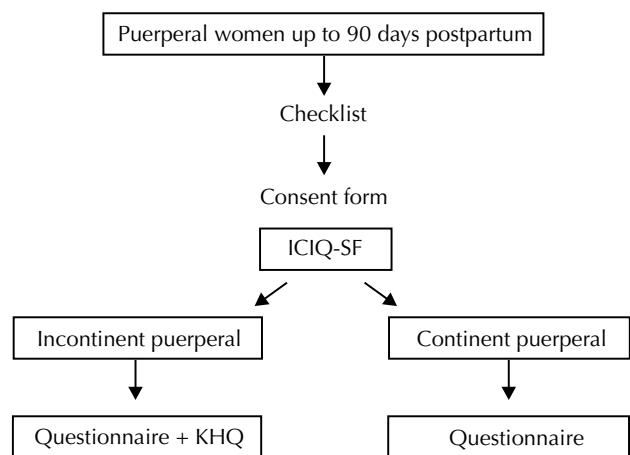 Puerperal women up to 90 days postpartum
Checklist
Consent form
ICIQ-SF
Incontinent puerperal
Continent puerperal
Questionnaire + KHQ
Questionnaire